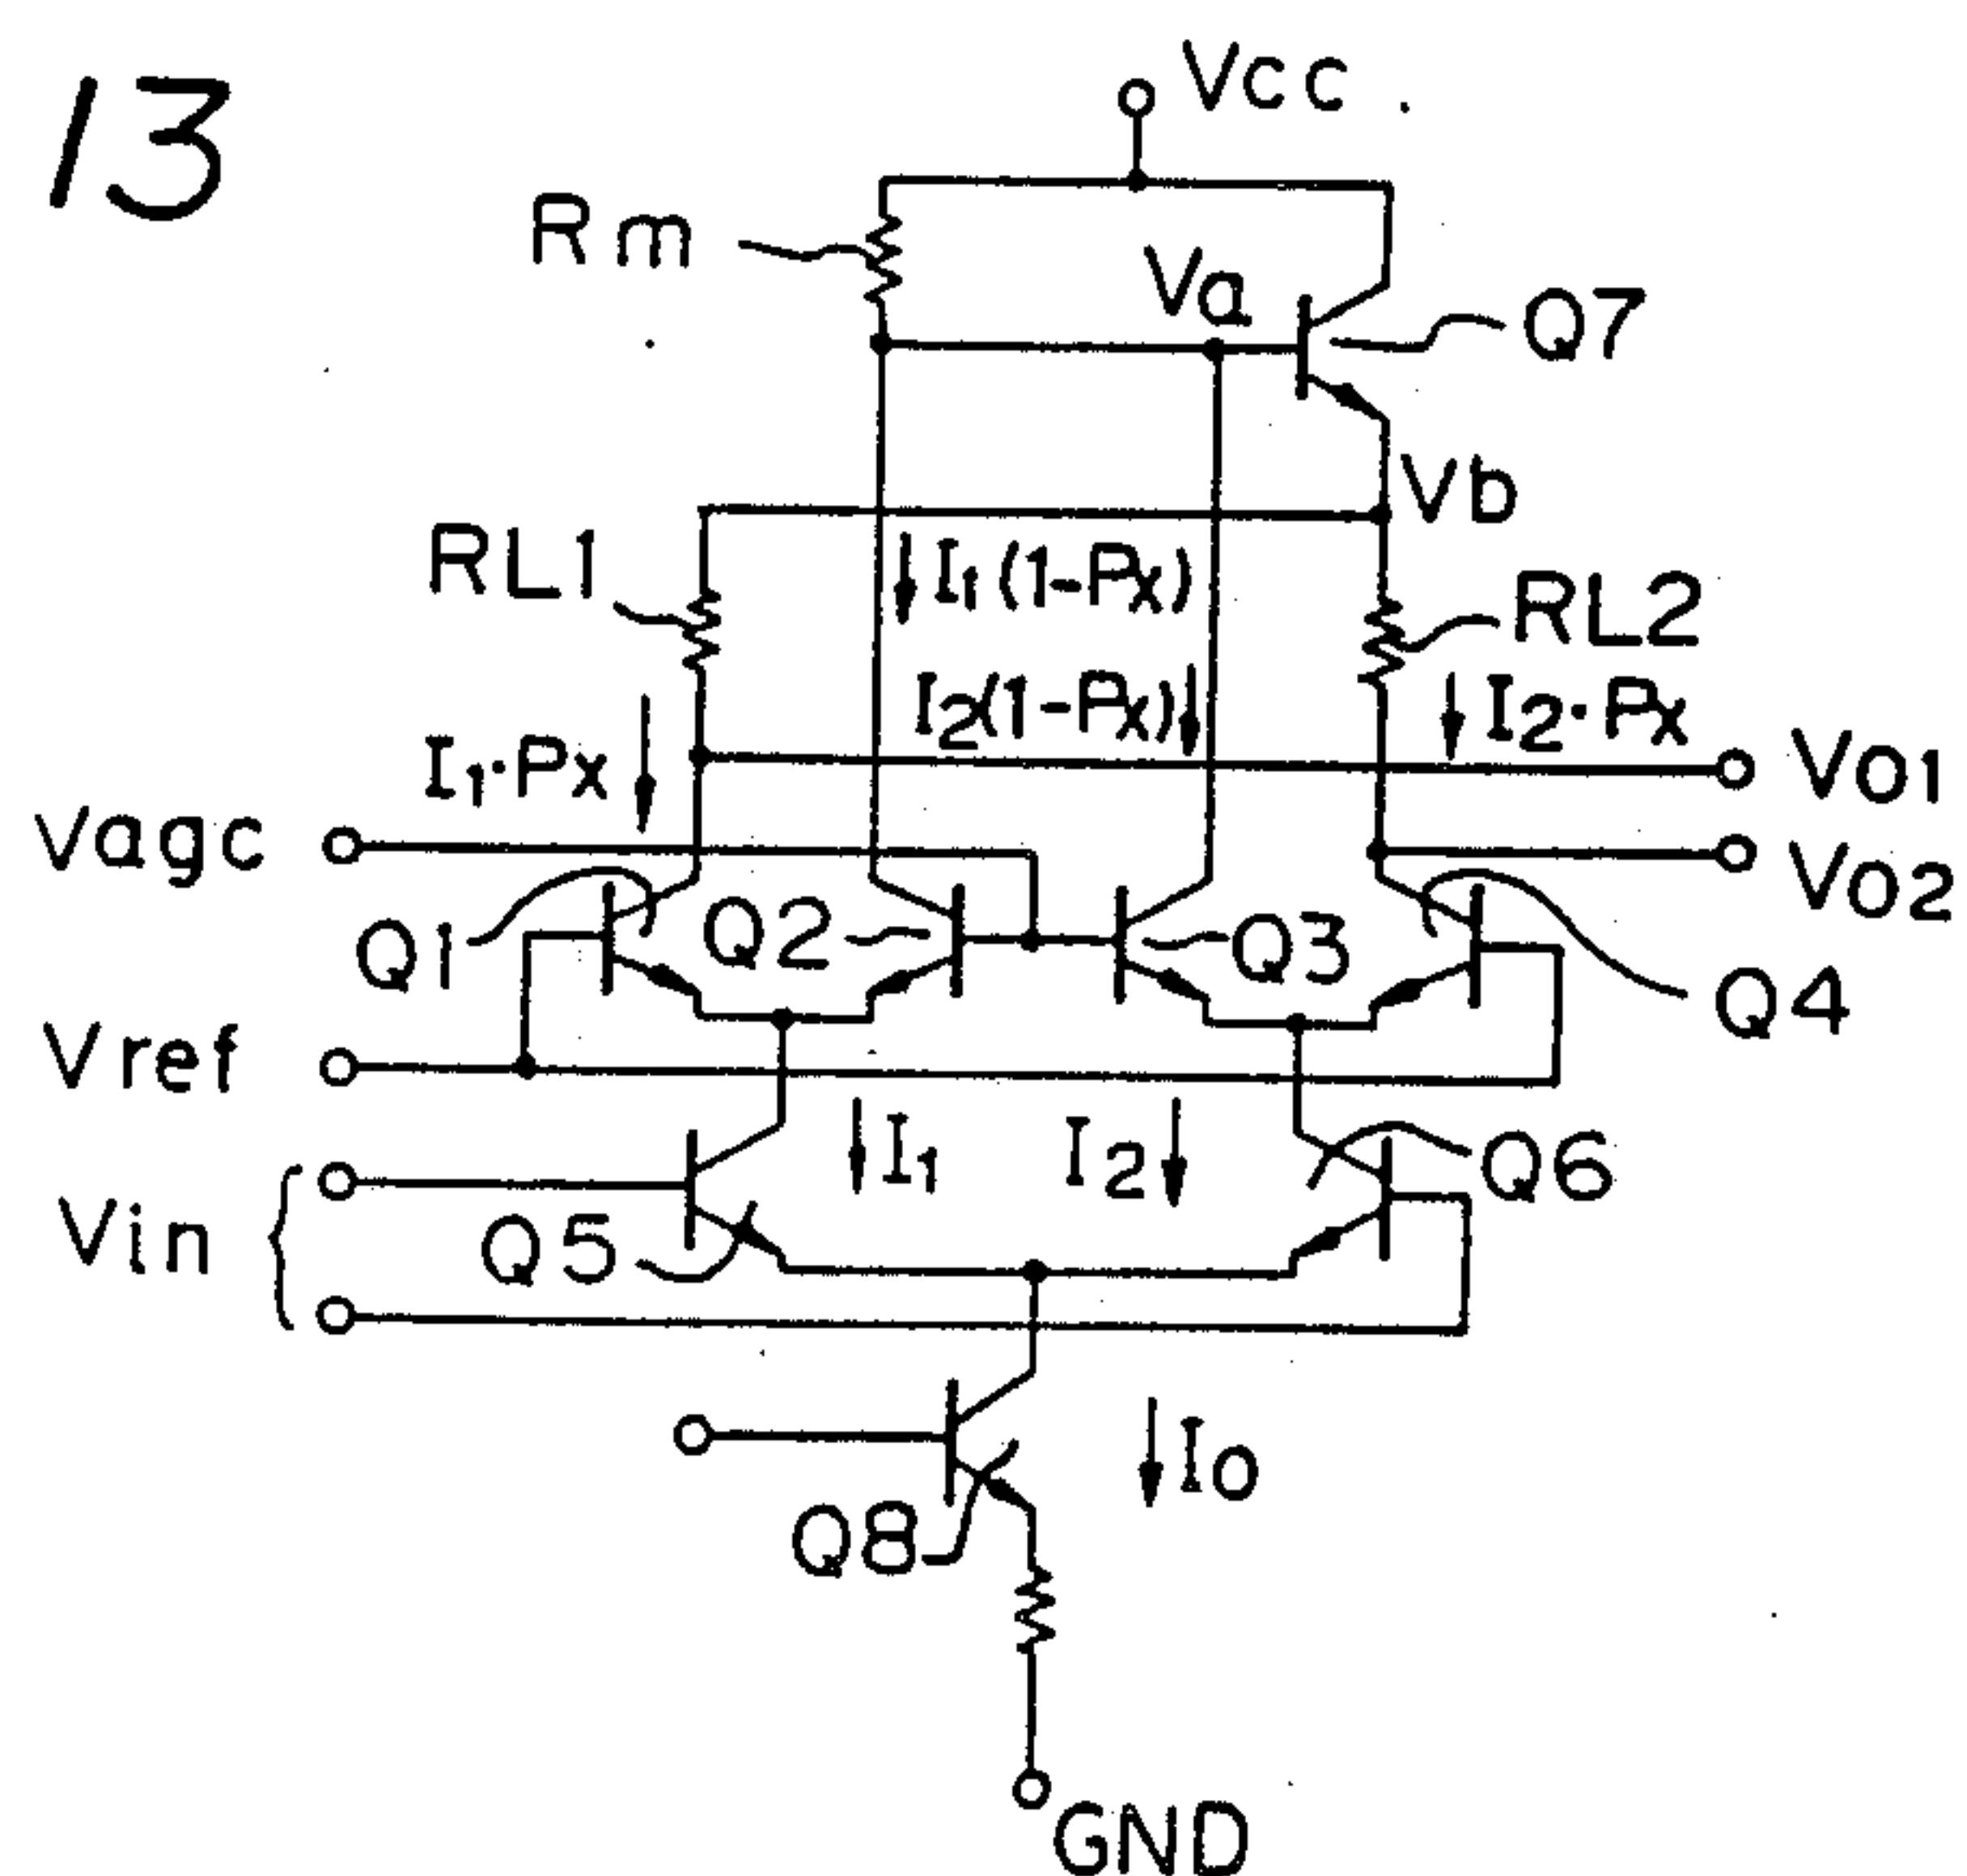 13
Vcc
Rm
Va
Q7
Vb
RL1
I1(1-Px)
RL2
I2(1-Px)
I2·Px
I1·Px
Vo1
Vagc
Vo2
Q1
Q2
Q3
Q4
Vref
I1
I2
Q6
Vin
Q5
Io
Q8
GND